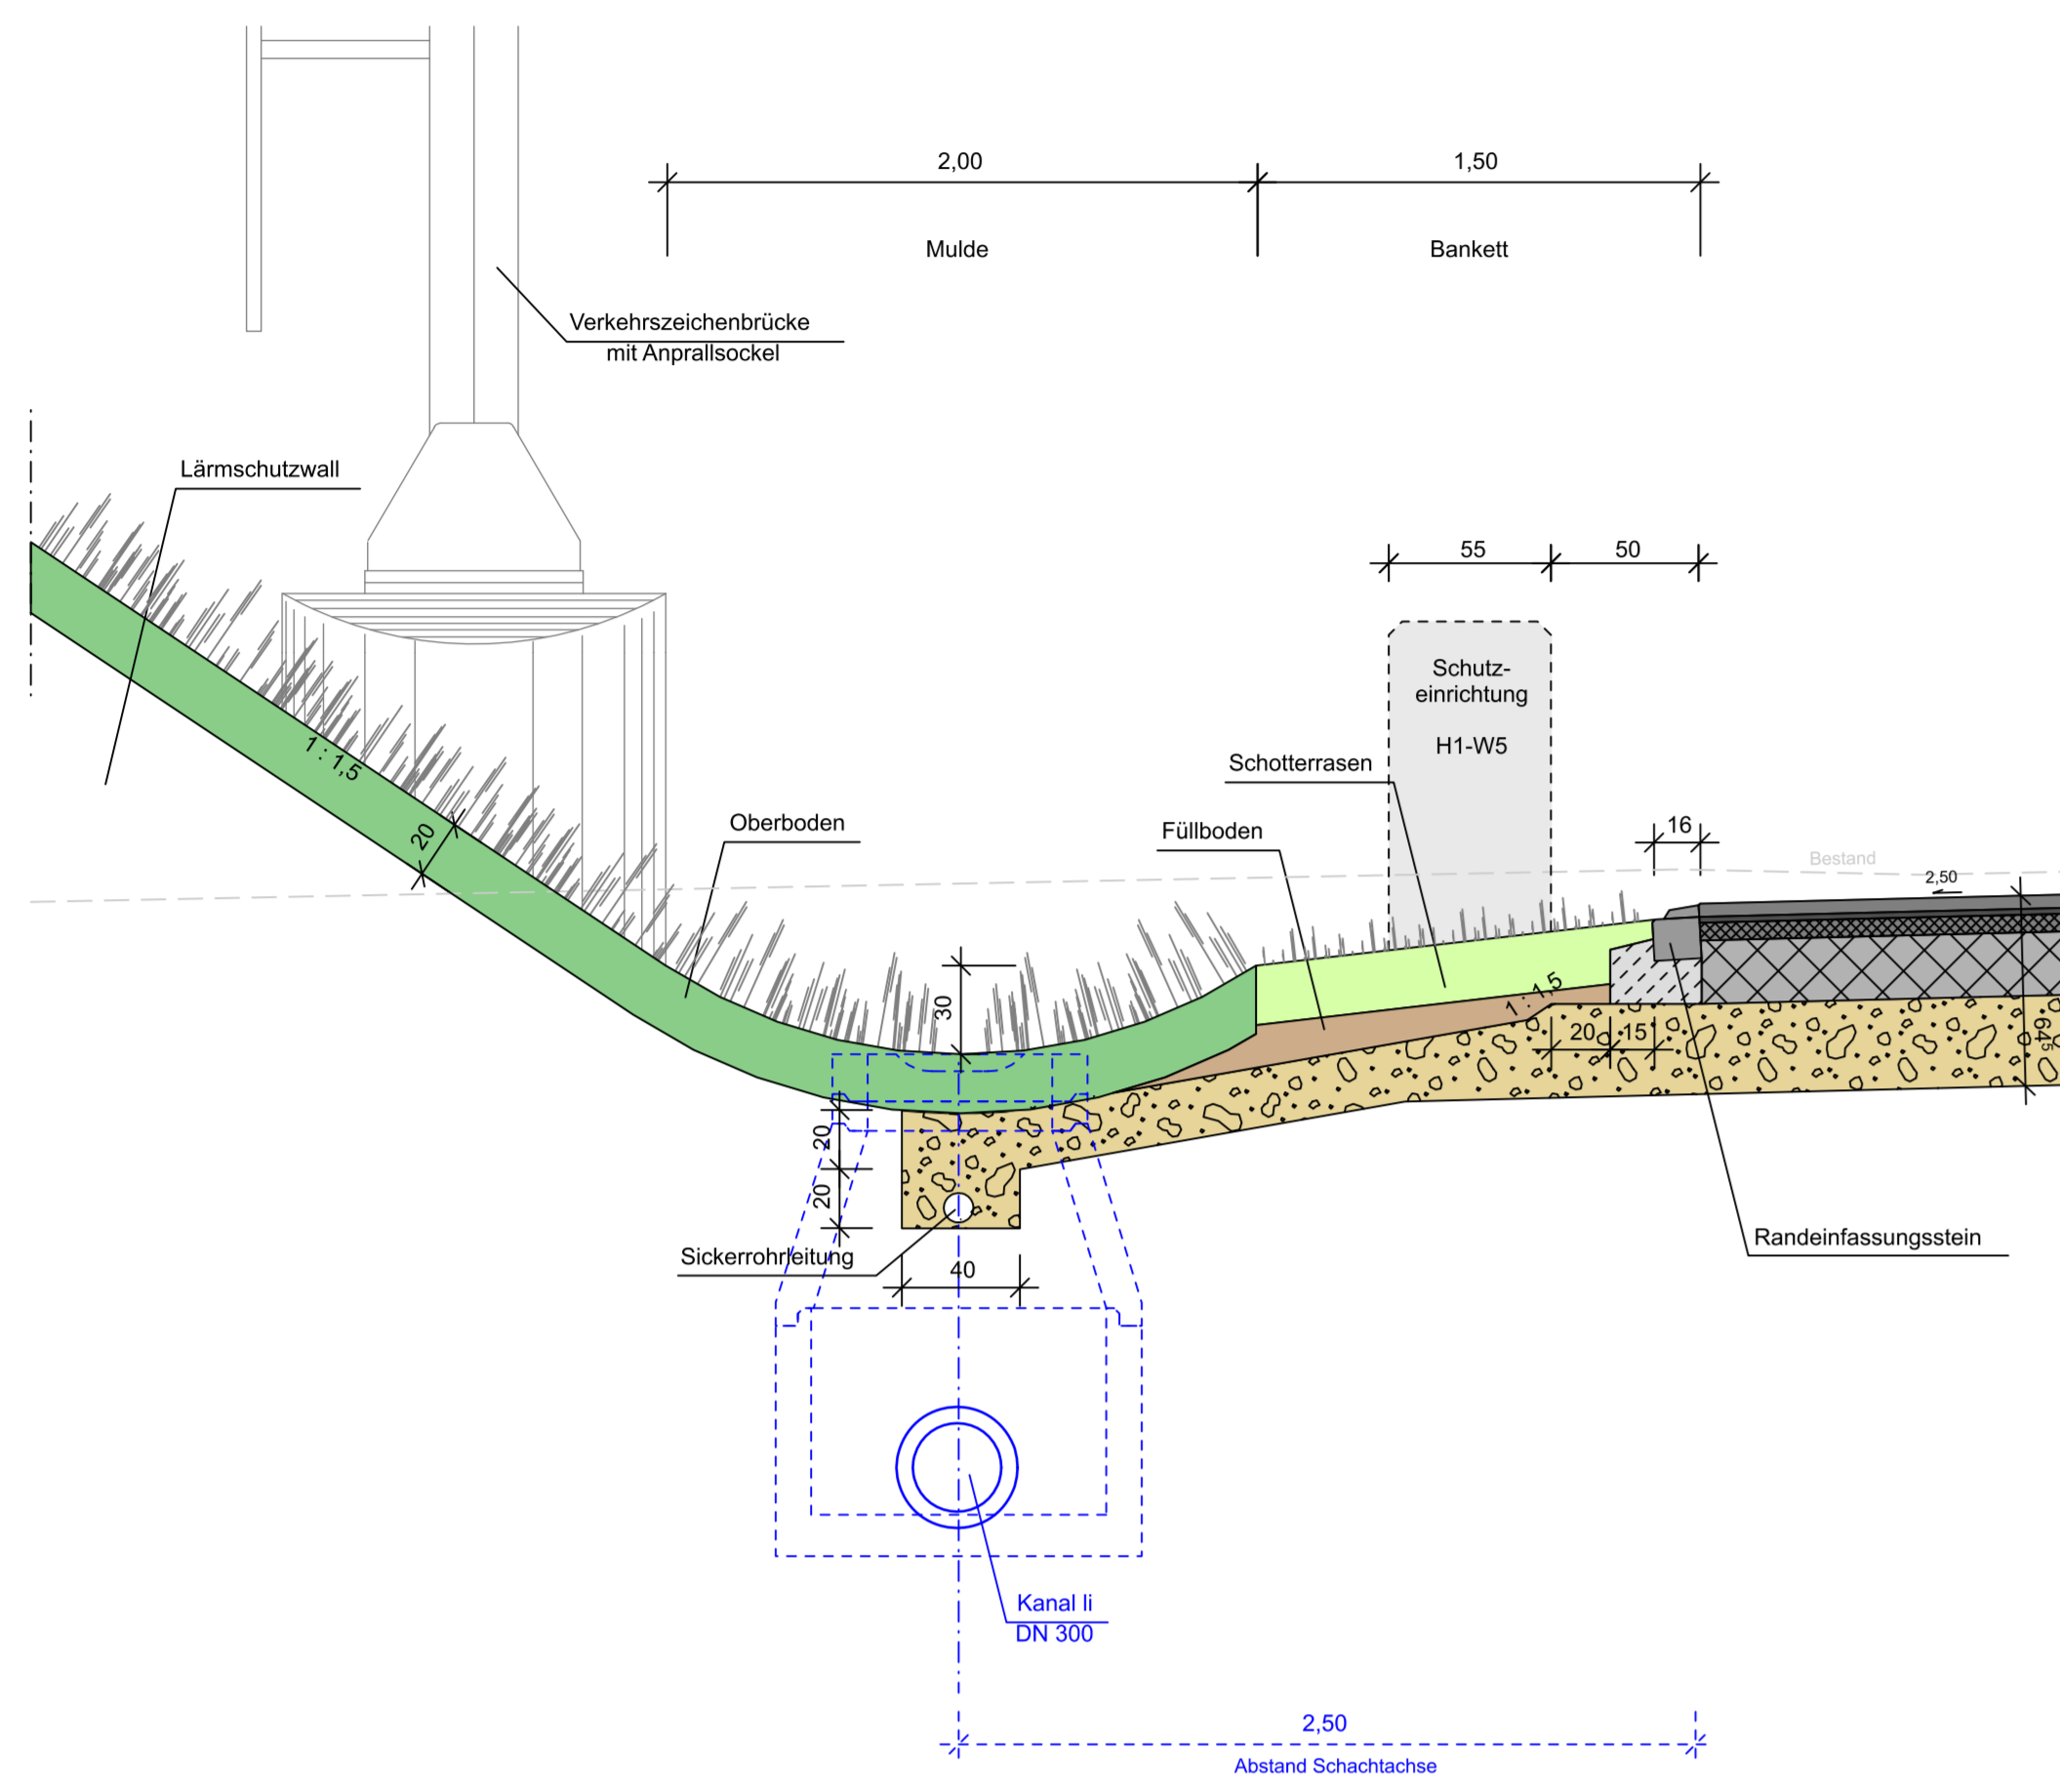 2,00
1,50
Mulde
Bankett
Verkehrszeichenbrücke
mit Anprallsockel
Lärmschutzwall
55
50
Schutz-
einrichtung
H1-W5
1 : 1,5
Schotterrasen
20
Oberboden
Füllboden
16
Bestand
2,50
30
1 : 1,5
20
15
64⁵
20
20
Sickerrohrleitung
40
Randeinfassungsstein
Kanal li
DN 300
2,50
Abstand Schachtachse